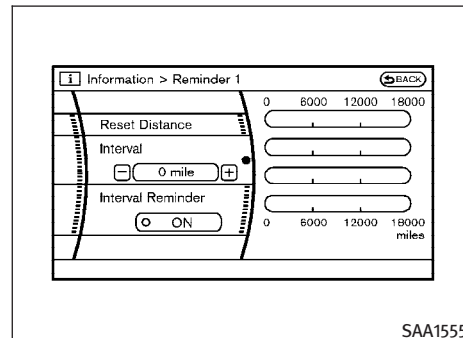 i Information > Reminder 1 BACK
0 6000 12000 18000
Reset Distance
Interval
− 0 mile +
Interval Reminder
ON
0 6000 12000 18000
miles
SAA1555